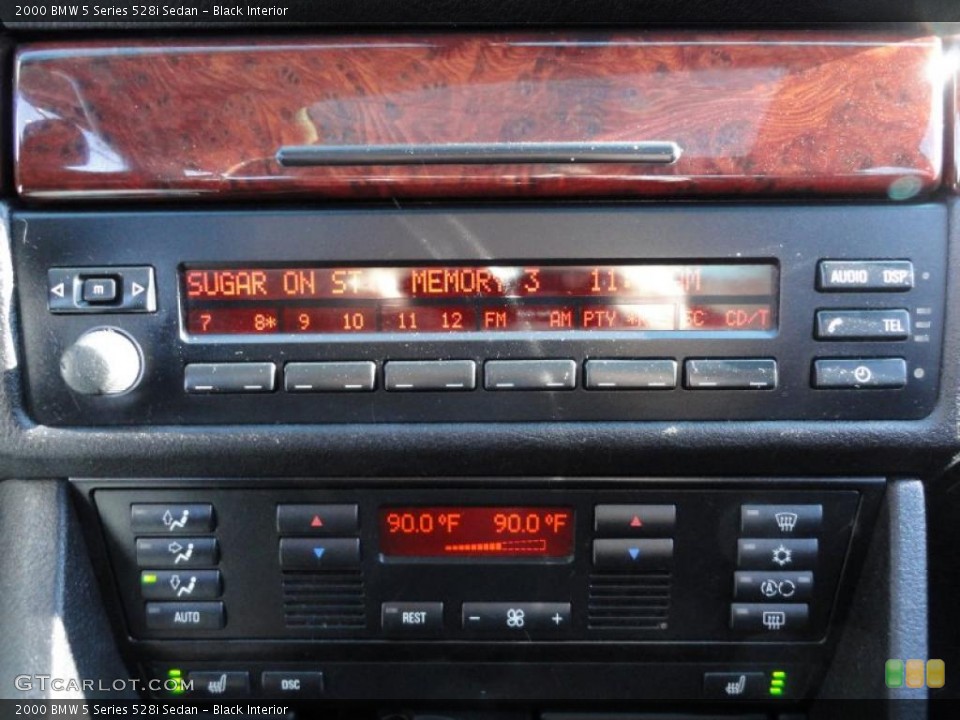 2000 BMW 5 Series 528i Sedan - Black Interior
SUGAR ON ST MEMORY 3 11
AUDIO DSP
m
7 8* 9 10 11 12 FM AM PTY SC CD/T
TEL
90.0°F 90.0°F
AUTO REST - +
DSC
GTCARLOT.COM
2000 BMW 5 Series 528i Sedan - Black Interior